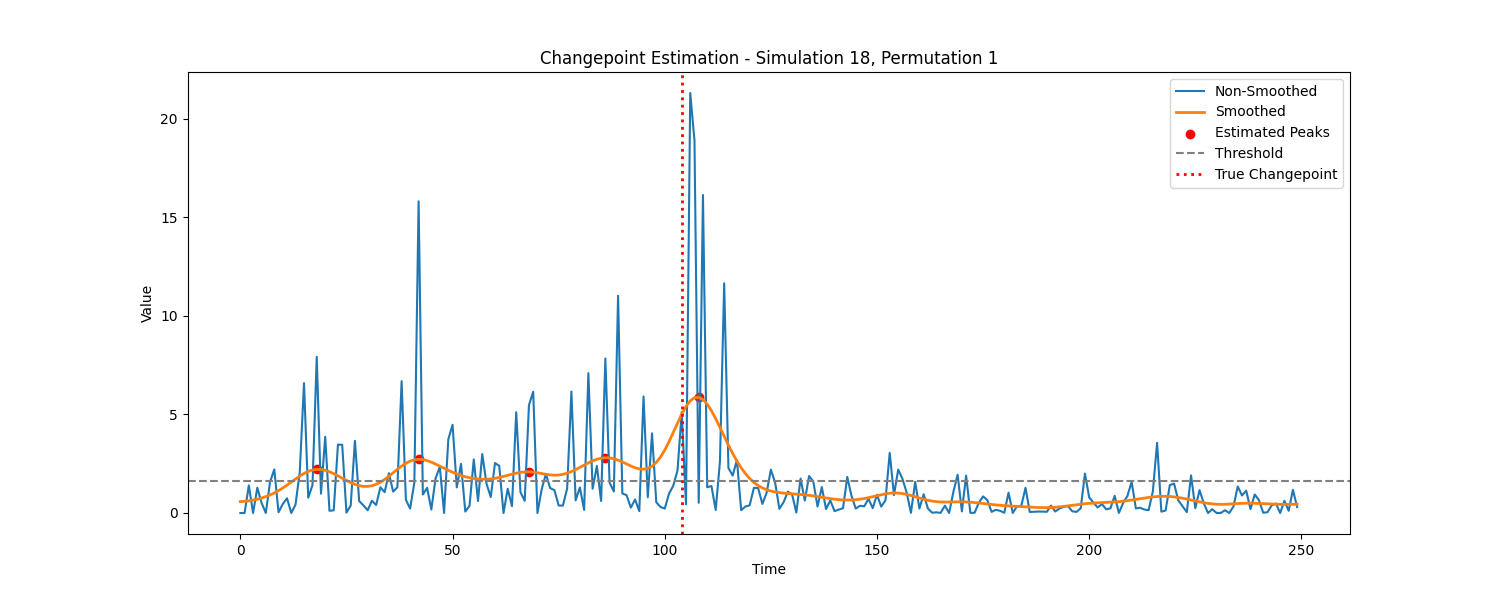 Changepoint Estimation - Simulation 18, Permutation 1
Non-Smoothed
Smoothed
Estimated Peaks
Threshold
True Changepoint
Value
20
15
10
5
0
0 50 100 150 200 250
Time